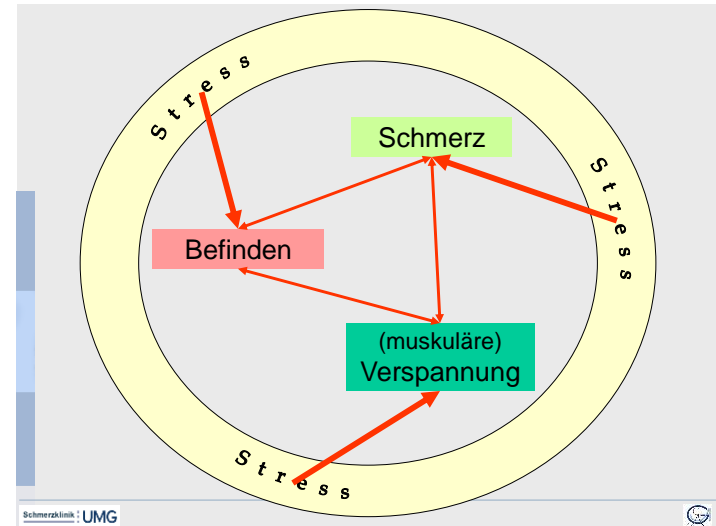 Stress
Schmerz
Stress
Befinden
(muskuläre)
Verspannung
Stress
Schmerzklinik UMG